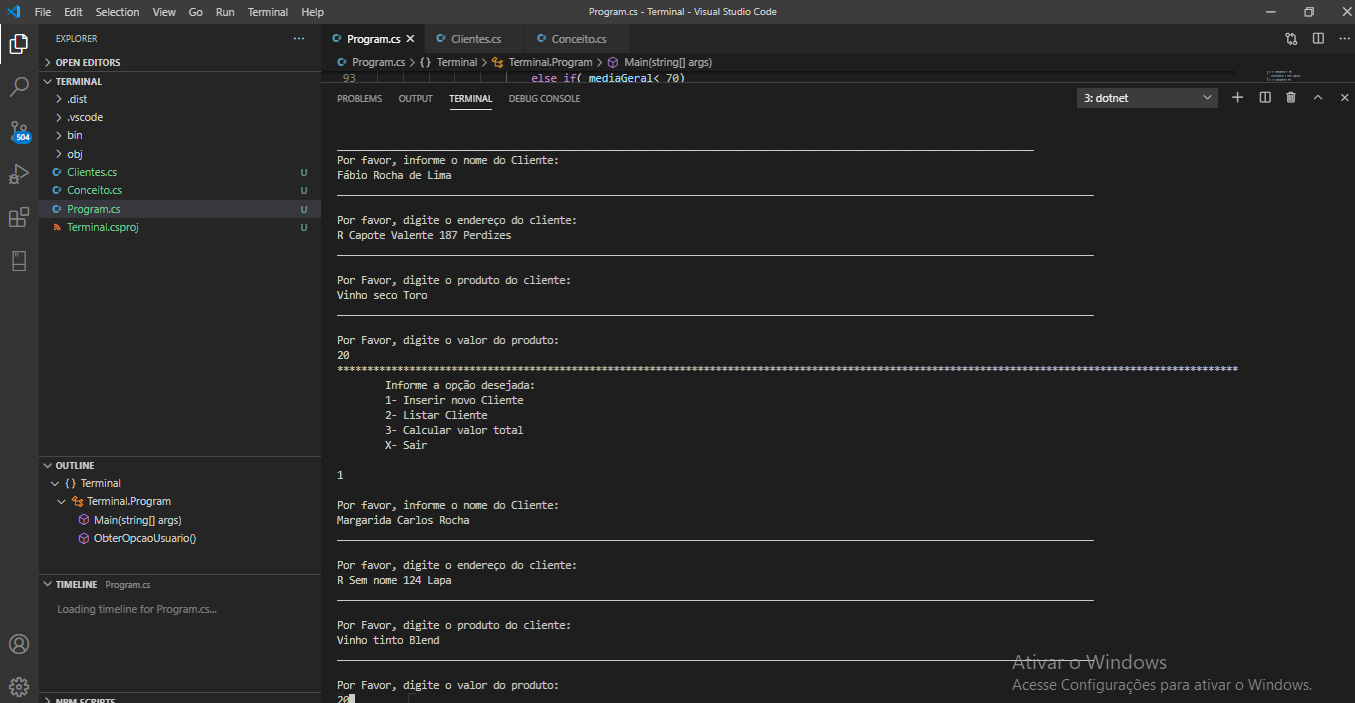 File Edit Selection View Go Run Terminal Help Program.cs - Terminal - Visual Studio Code
EXPLORER ...
OPEN EDITORS
TERMINAL
.dist
.vscode
bin
obj
Clientes.cs U
Conceito.cs U
Program.cs U
Terminal.csproj U
504
OUTLINE
{} Terminal
Terminal.Program
Main(string[] args)
ObterOpcaoUsuario()
TIMELINE Program.cs
Loading timeline for Program.cs...
NPM SCRIPTS
Program.cs Clientes.cs Conceito.cs
Program.cs > {} Terminal > Terminal.Program > Main(string[] args)
93 else if( mediaGeral< 70)
PROBLEMS OUTPUT TERMINAL DEBUG CONSOLE 3: dotnet
Por favor, informe o nome do Cliente:
Fábio Rocha de Lima
Por favor, digite o endereço do cliente:
R Capote Valente 187 Perdizes
Por Favor, digite o produto do cliente:
Vinho seco Toro
Por Favor, digite o valor do produto:
20
******************************************************************************************************************************************************
Informe a opção desejada:
1- Inserir novo Cliente
2- Listar Cliente
3- Calcular valor total
X- Sair
1
Por favor, informe o nome do Cliente:
Margarida Carlos Rocha
Por favor, digite o endereço do cliente:
R Sem nome 124 Lapa
Por Favor, digite o produto do cliente:
Vinho tinto Blend
Por Favor, digite o valor do produto:
20
Ativar o Windows
Acesse Configurações para ativar o Windows.